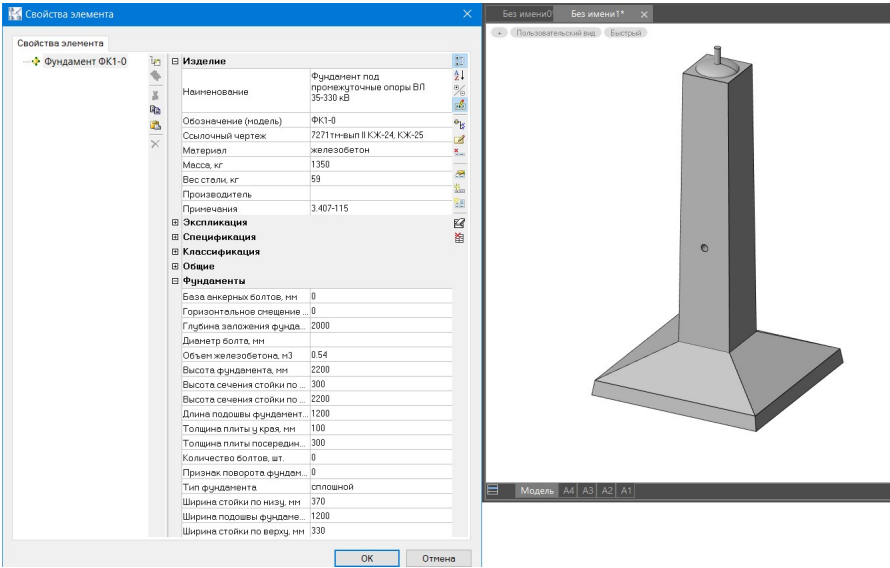 Свойства элемента
Свойства элемента
Фундамент ФК1-0
Изделие
Наименование Фундамент под промежуточные опоры ВЛ 35-330 кВ
Обозначение (модель) ФК1-0
Ссылочный чертеж 7271тм-вып II КЖ-24, КЖ-25
Материал железобетон
Масса, кг 1350
Вес стали, кг 59
Производитель
Примечания 3.407-115
Экспликация
Спецификация
Классификация
Общие
Фундаменты
База анкерных болтов, мм 0
Горизонтальное смещение ... 0
Глубина заложения фунда... 2000
Диаметр болта, мм
Объем железобетона, м3 0.54
Высота фундамента, мм 2200
Высота сечения стойки по ... 300
Высота сечения стойки по ... 2200
Длина подошвы фундамент... 1200
Толщина плиты у края, мм 100
Толщина плиты посередин... 300
Количество болтов, шт. 0
Признак поворота фундам... 0
Тип фундамента сплошной
Ширина стойки по низу, мм 370
Ширина подошвы фундаме... 1200
Ширина стойки по верху, мм 330
OK Отмена
Без имени0 Без имени1*
+ Пользовательский вид Быстрый
Модель A4 A3 A2 A1